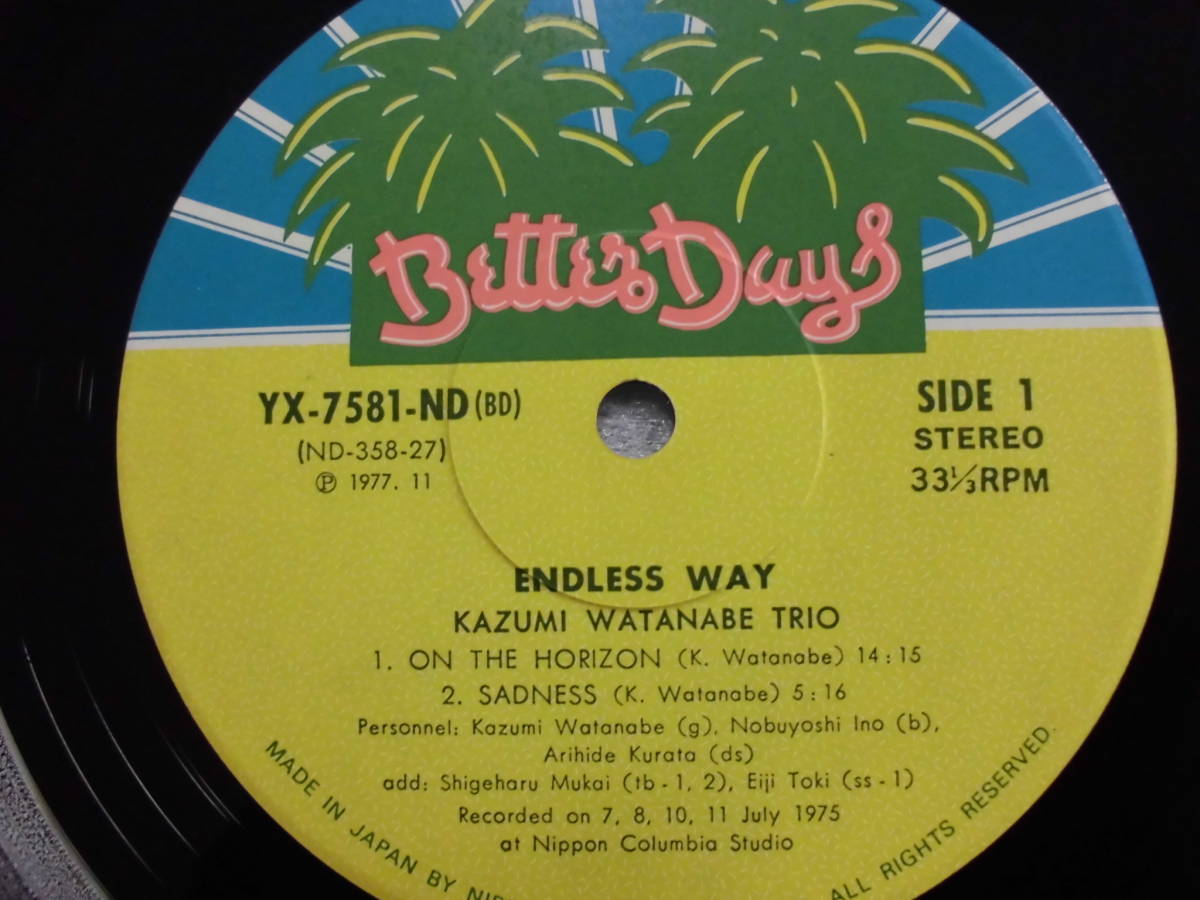 Better Days
YX-7581-ND (BD)
(ND-358-27)
℗ 1977. 11
SIDE 1
STEREO
33⅓ RPM
ENDLESS WAY
KAZUMI WATANABE TRIO
1. ON THE HORIZON (K. Watanabe) 14:15
2. SADNESS (K. Watanabe) 5:16
Personnel: Kazumi Watanabe (g), Nobuyoshi Ino (b),
Arihide Kurata (ds)
add: Shigeharu Mukai (tb-1, 2), Eiji Toki (ss-1)
Recorded on 7, 8, 10, 11 July 1975
at Nippon Columbia Studio
MADE IN JAPAN BY
ALL RIGHTS RESERVED.